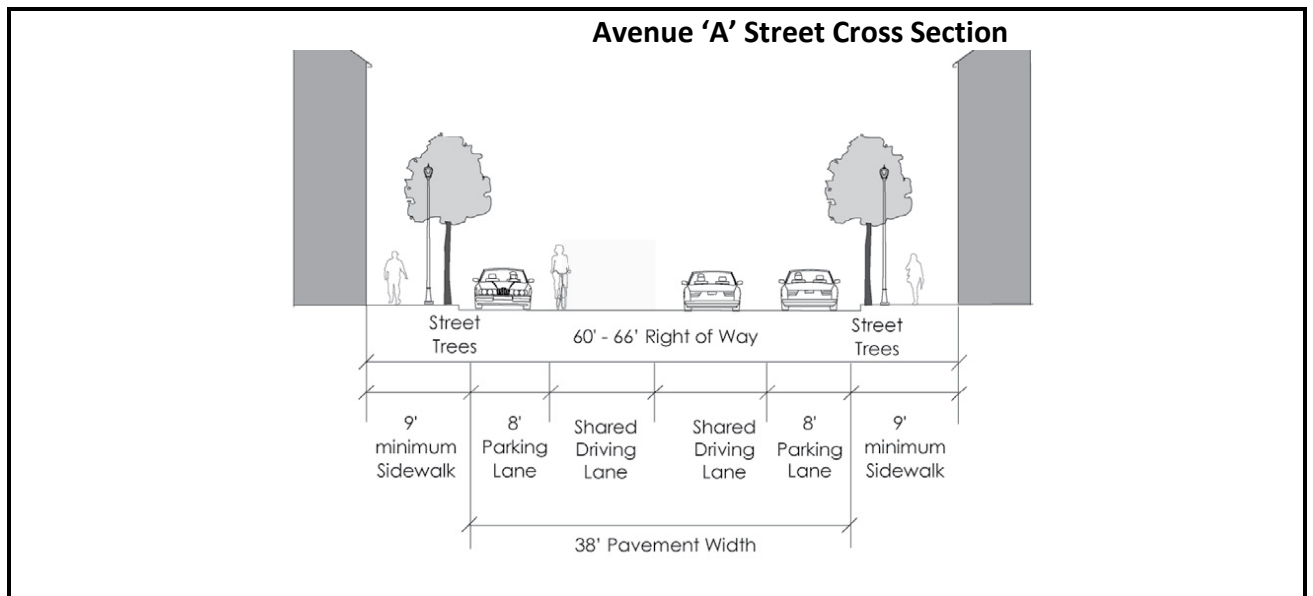 Avenue ‘A’ Street Cross Section
Street
Trees
60' - 66’ Right of Way
Street
Trees
9'
minimum
Sidewalk
8'
Parking
Lane
Shared
Driving
Lane
Shared
Driving
Lane
8'
Parking
Lane
9'
minimum
Sidewalk
38’ Pavement Width